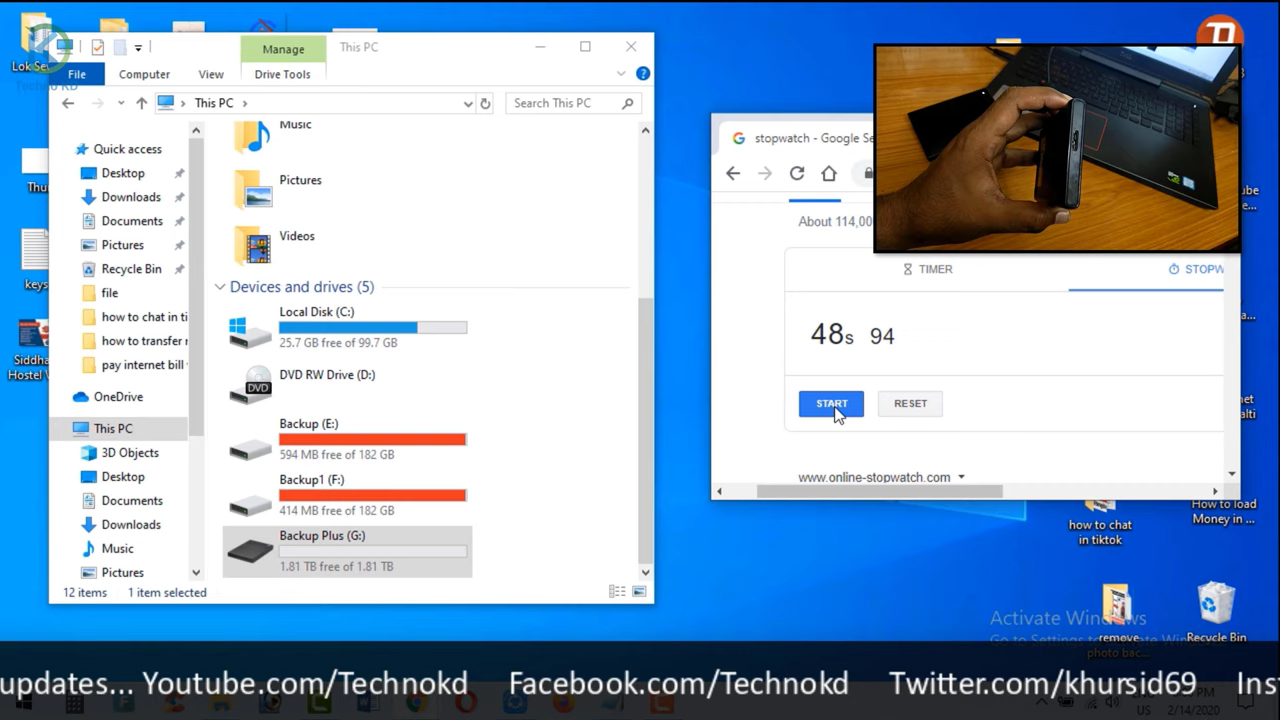 Lok Se
Techno KD
Thu
keys
Siddha
Hostel V
Manage
This PC
File
Computer
View
Drive Tools
This PC
Search This PC
Quick access
Desktop
Downloads
Documents
Pictures
Recycle Bin
file
how to chat in ti
how to transfer r
pay internet bill
OneDrive
This PC
3D Objects
Desktop
Documents
Downloads
Music
Pictures
Music
Pictures
Videos
Devices and drives (5)
Local Disk (C:)
25.7 GB free of 99.7 GB
DVD RW Drive (D:)
DVD
Backup (E:)
594 MB free of 182 GB
Backup1 (F:)
414 MB free of 182 GB
Backup Plus (G:)
1.81 TB free of 1.81 TB
12 items
1 item selected
stopwatch - Google Se
About 114,00
TIMER
STOPW
48s 94
START
RESET
www.online-stopwatch.com
how to chat
in tiktok
How to load
Money in ...
Activate Windows
Go to Settings to activate Windows.
remove
photo bac...
Recycle Bin
updates... Youtube.com/Technokd Facebook.com/Technokd Twitter.com/khursid69 Inst
US
2/14/2020